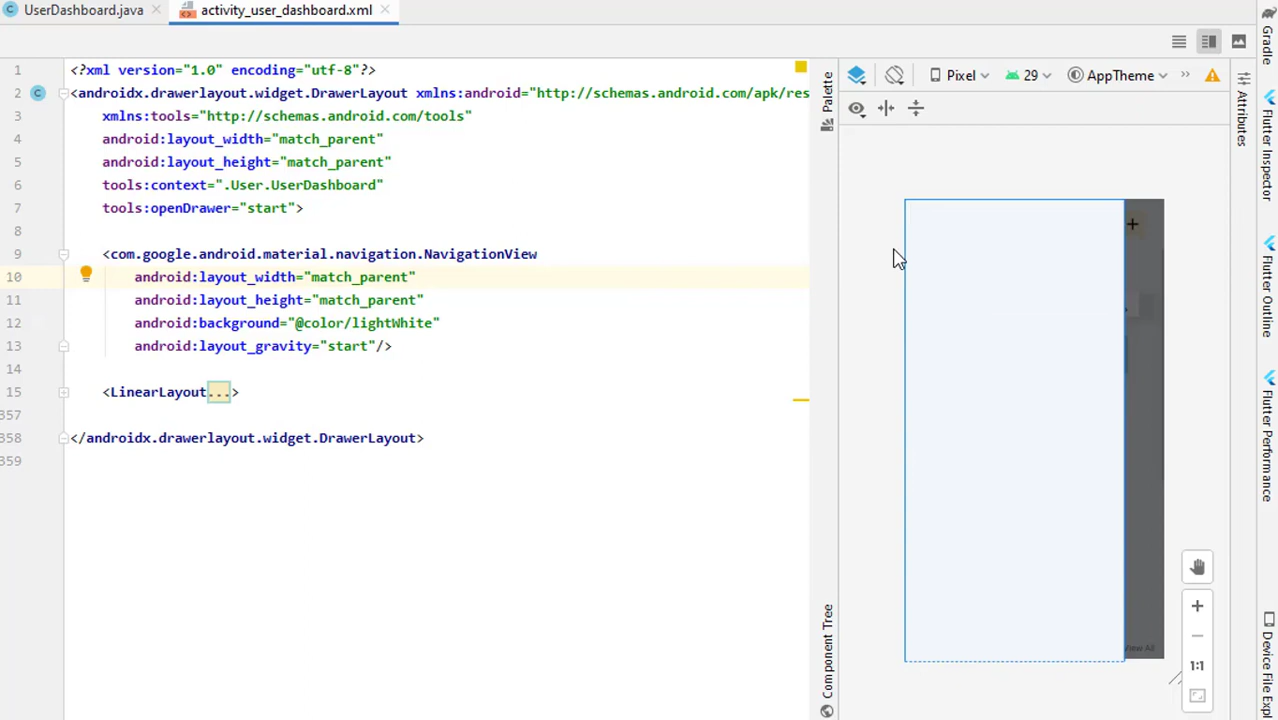 UserDashboard.java
activity_user_dashboard.xml
Pixel
29
AppTheme
1 <?xml version="1.0" encoding="utf-8"?>
2 <androidx.drawerlayout.widget.DrawerLayout xmlns:android="http://schemas.android.com/apk/res
3 xmlns:tools="http://schemas.android.com/tools"
4 android:layout_width="match_parent"
5 android:layout_height="match_parent"
6 tools:context=".User.UserDashboard"
7 tools:openDrawer="start">
8
9 <com.google.android.material.navigation.NavigationView
10 android:layout_width="match_parent"
11 android:layout_height="match_parent"
12 android:background="@color/lightWhite"
13 android:layout_gravity="start"/>
14
15 <LinearLayout...>
357
358 </androidx.drawerlayout.widget.DrawerLayout>
359
Palette
Component Tree
View All
1:1
Attributes
Gradle
Flutter Inspector
Flutter Outline
Flutter Performance
Device File Expl